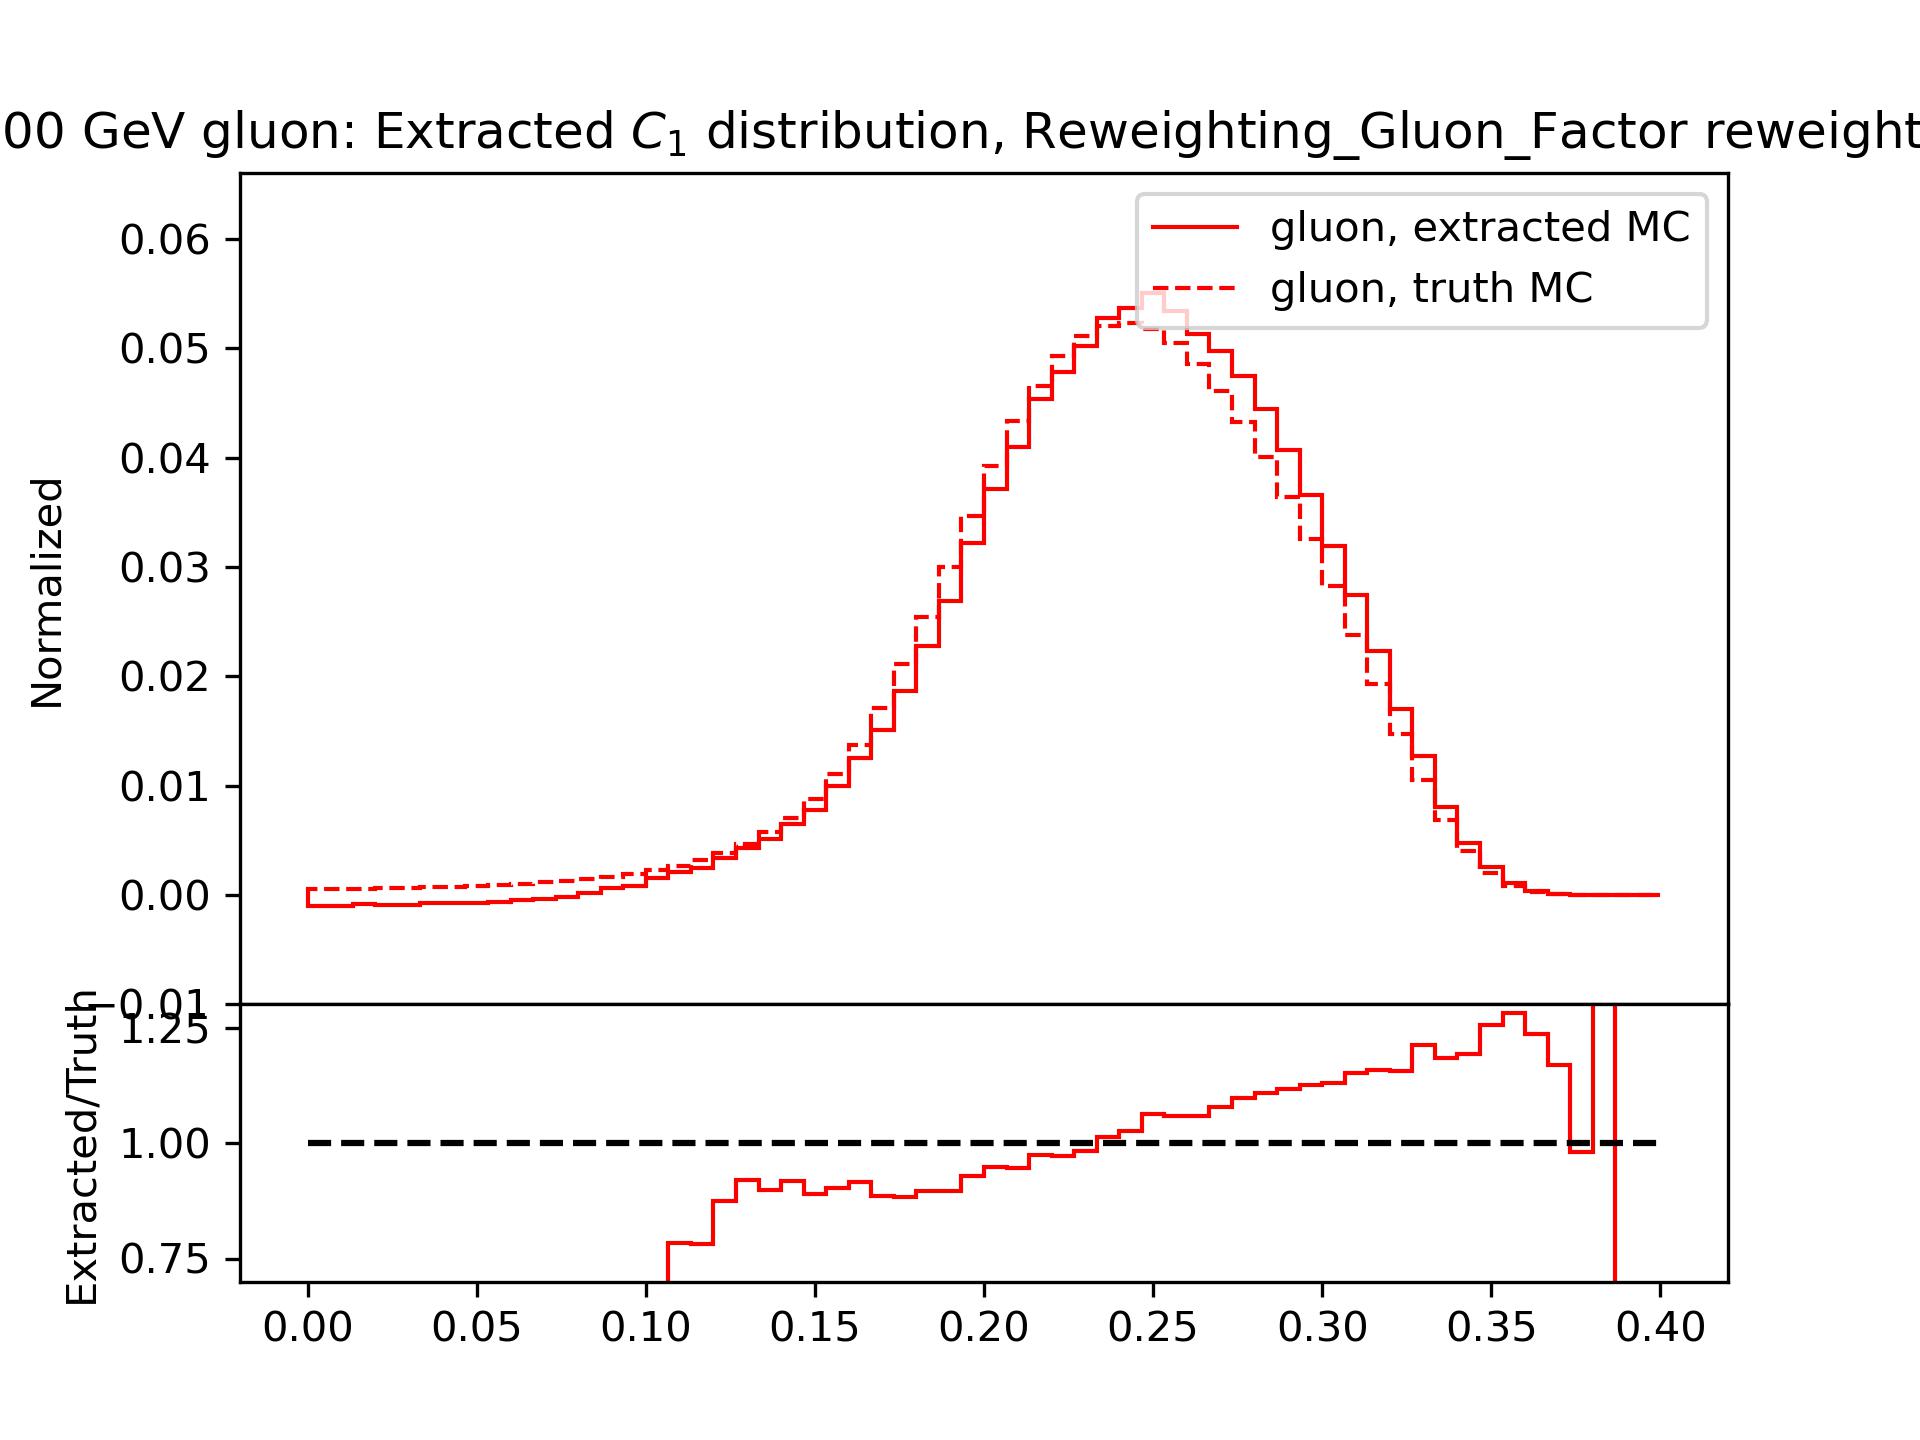 00 GeV gluon: Extracted C₁ distribution, Reweighting_Gluon_Factor reweight
gluon, extracted MC
gluon, truth MC
Normalized
0.06
0.05
0.04
0.03
0.02
0.01
0.00
−0.01
Extracted/Truth
1.25
1.00
0.75
0.00 0.05 0.10 0.15 0.20 0.25 0.30 0.35 0.40